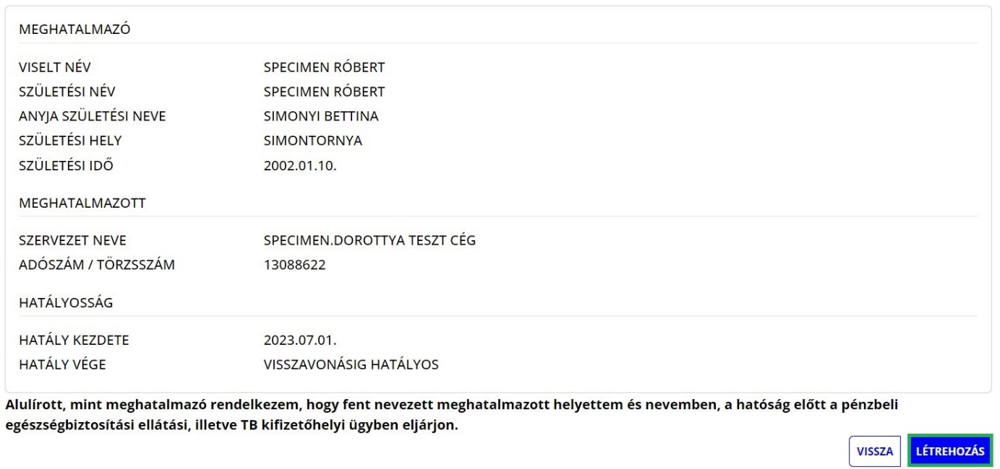 MEGHATALMAZÓ
VISELT NÉV SPECIMEN RÓBERT
SZÜLETÉSI NÉV SPECIMEN RÓBERT
ANYJA SZÜLETÉSI NEVE SIMONYI BETTINA
SZÜLETÉSI HELY SIMONTORNYA
SZÜLETÉSI IDŐ 2002.01.10.
MEGHATALMAZOTT
SZERVEZET NEVE SPECIMEN.DOROTTYA TESZT CÉG
ADÓSZÁM / TÖRZSSZÁM 13088622
HATÁLYOSSÁG
HATÁLY KEZDETE 2023.07.01.
HATÁLY VÉGE VISSZAVONÁSIG HATÁLYOS
Alulírott, mint meghatalmazó rendelkezem, hogy fent nevezett meghatalmazott helyettem és nevemben, a hatóság előtt a pénzbeli
egészségbiztosítási ellátási, illetve TB kifizetőhelyi ügyben eljárjon.
VISSZA LÉTREHOZÁS